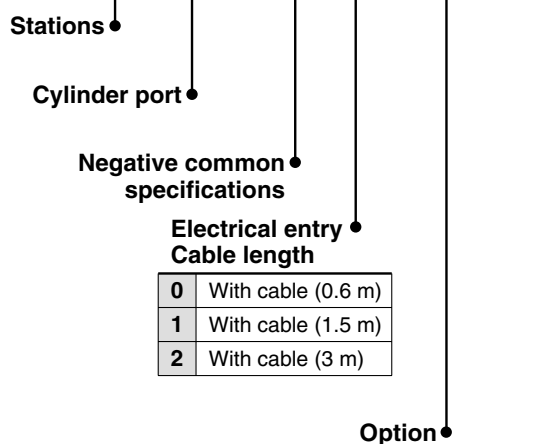 Stations
Cylinder port
Negative common
specifications
Electrical entry
Cable length
0 With cable (0.6 m)
1 With cable (1.5 m)
2 With cable (3 m)
Option